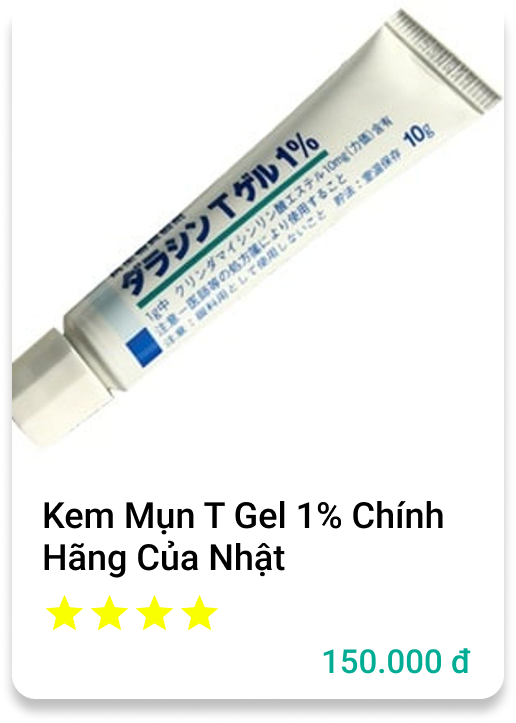 ダラシンTゲル1%
1g中 クリンダマイシンリン酸エステル10mg(力価)含有
注意－医師等の処方箋により使用すること
注意：眼科用として使用しないこと 貯法：室温保存
10g
Kem Mụn T Gel 1% Chính
Hãng Của Nhật
150.000 đ